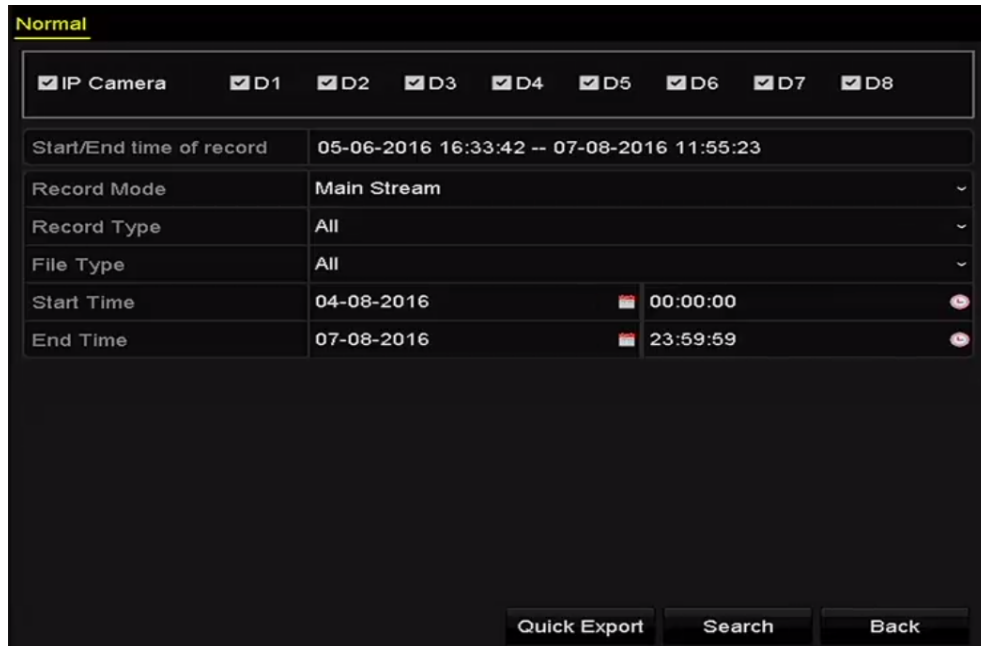 Normal
IP Camera D1 D2 D3 D4 D5 D6 D7 D8
Start/End time of record 05-06-2016 16:33:42 -- 07-08-2016 11:55:23
Record Mode Main Stream
Record Type All
File Type All
Start Time 04-08-2016 00:00:00
End Time 07-08-2016 23:59:59
Quick Export Search Back